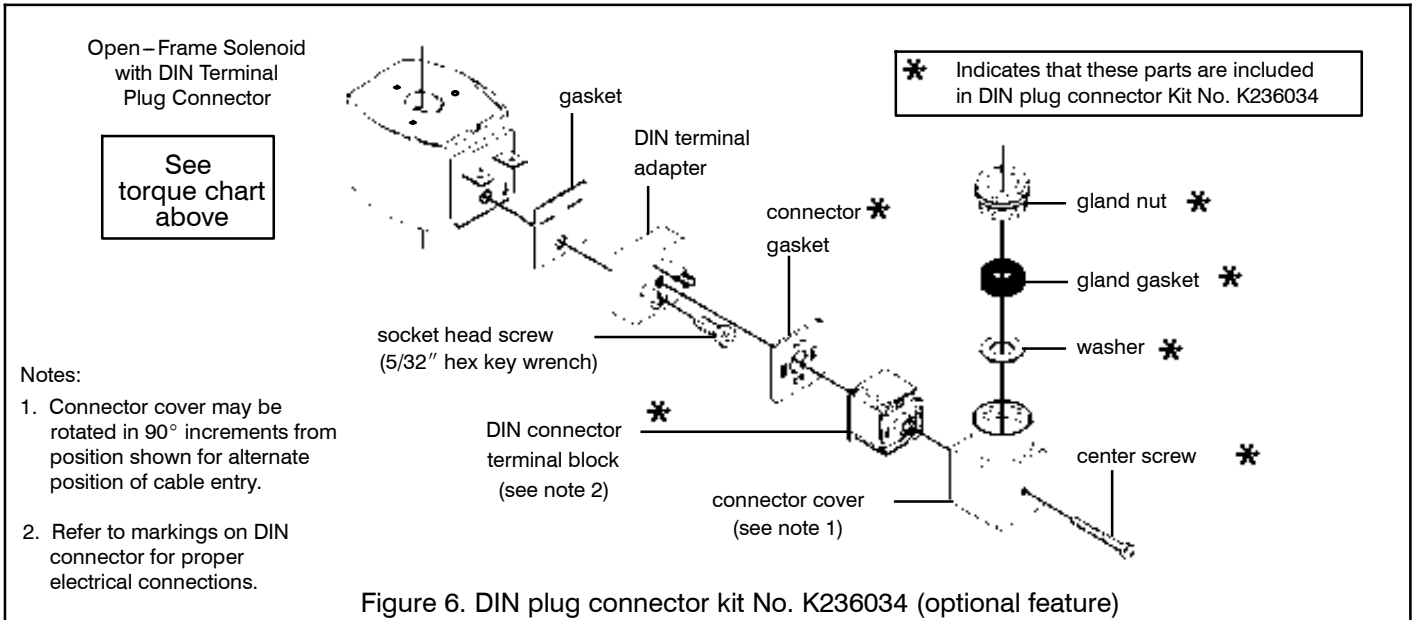 Open–Frame Solenoid
with DIN Terminal
Plug Connector
See
torque chart
above
gasket
DIN terminal
adapter
* Indicates that these parts are included
in DIN plug connector Kit No. K236034
connector *
gasket
gland nut *
gland gasket *
washer *
socket head screw
(5/32″ hex key wrench)
*
DIN connector
terminal block
(see note 2)
connector cover
(see note 1)
center screw *
Notes:
1. Connector cover may be
rotated in 90° increments from
position shown for alternate
position of cable entry.
2. Refer to markings on DIN
connector for proper
electrical connections.
Figure 6. DIN plug connector kit No. K236034 (optional feature)